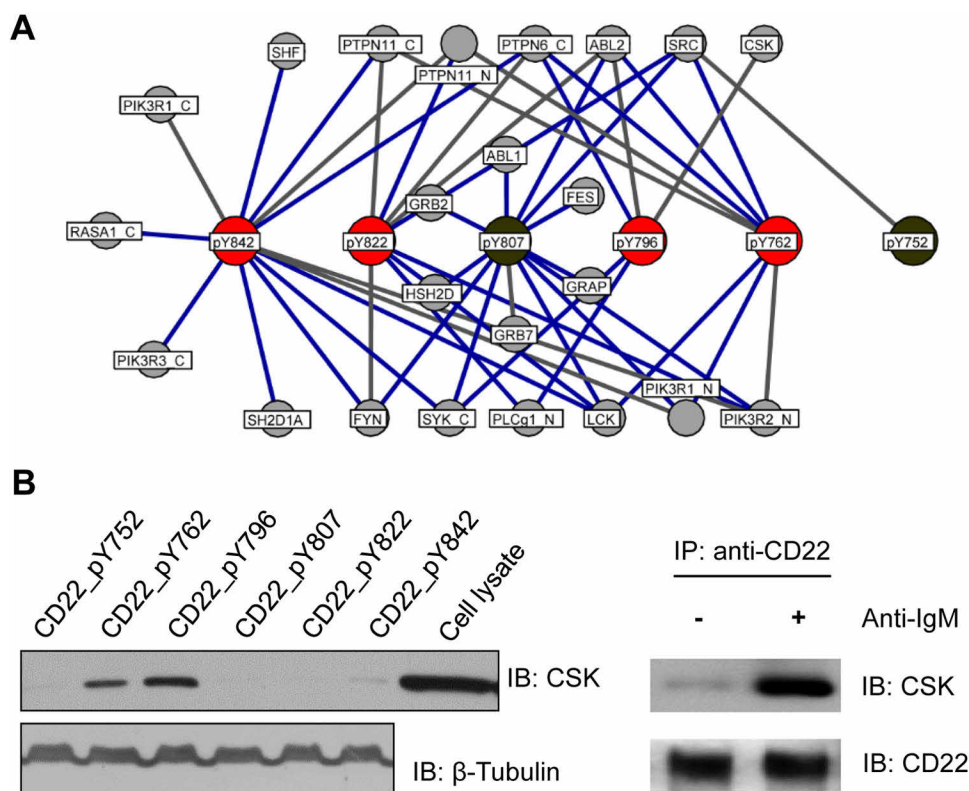 A
SHF
PTPN11_C
PTPN11_N
PTPN6_C
ABL2
SRC
CSK
PIK3R1_C
ABL1
GRB2
FES
RASA1_C
pY842
pY822
pY807
pY796
pY762
pY752
HSH2D
GRAP
GRB7
PIK3R3_C
PIK3R1_N
SH2D1A
FYN
SYK_C
PLCg1_N
LCK
PIK3R2_N
B
CD22_pY752
CD22_pY762
CD22_pY796
CD22_pY807
CD22_pY822
CD22_pY842
Cell lysate
IB: CSK
IB: β-Tubulin
IP: anti-CD22
- + Anti-IgM
IB: CSK
IB: CD22